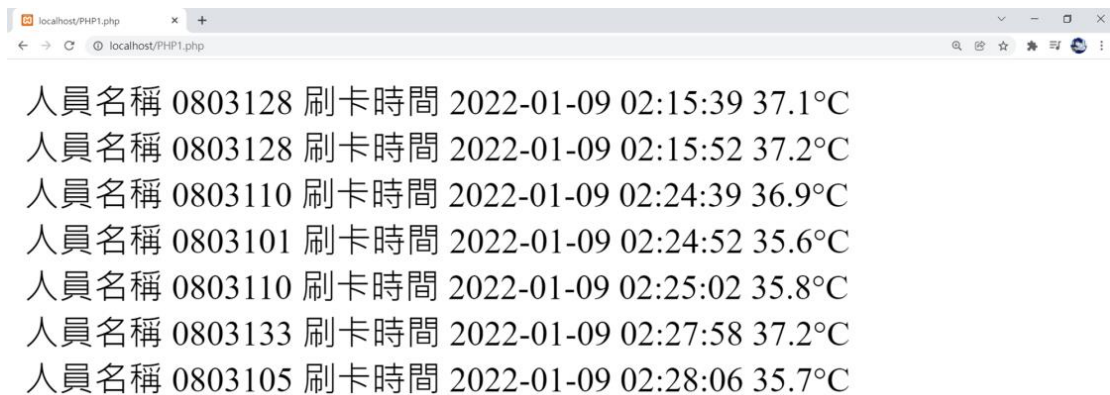 localhost/PHP1.php
localhost/PHP1.php
人員名稱 0803128 刷卡時間 2022-01-09 02:15:39 37.1°C
人員名稱 0803128 刷卡時間 2022-01-09 02:15:52 37.2°C
人員名稱 0803110 刷卡時間 2022-01-09 02:24:39 36.9°C
人員名稱 0803101 刷卡時間 2022-01-09 02:24:52 35.6°C
人員名稱 0803110 刷卡時間 2022-01-09 02:25:02 35.8°C
人員名稱 0803133 刷卡時間 2022-01-09 02:27:58 37.2°C
人員名稱 0803105 刷卡時間 2022-01-09 02:28:06 35.7°C